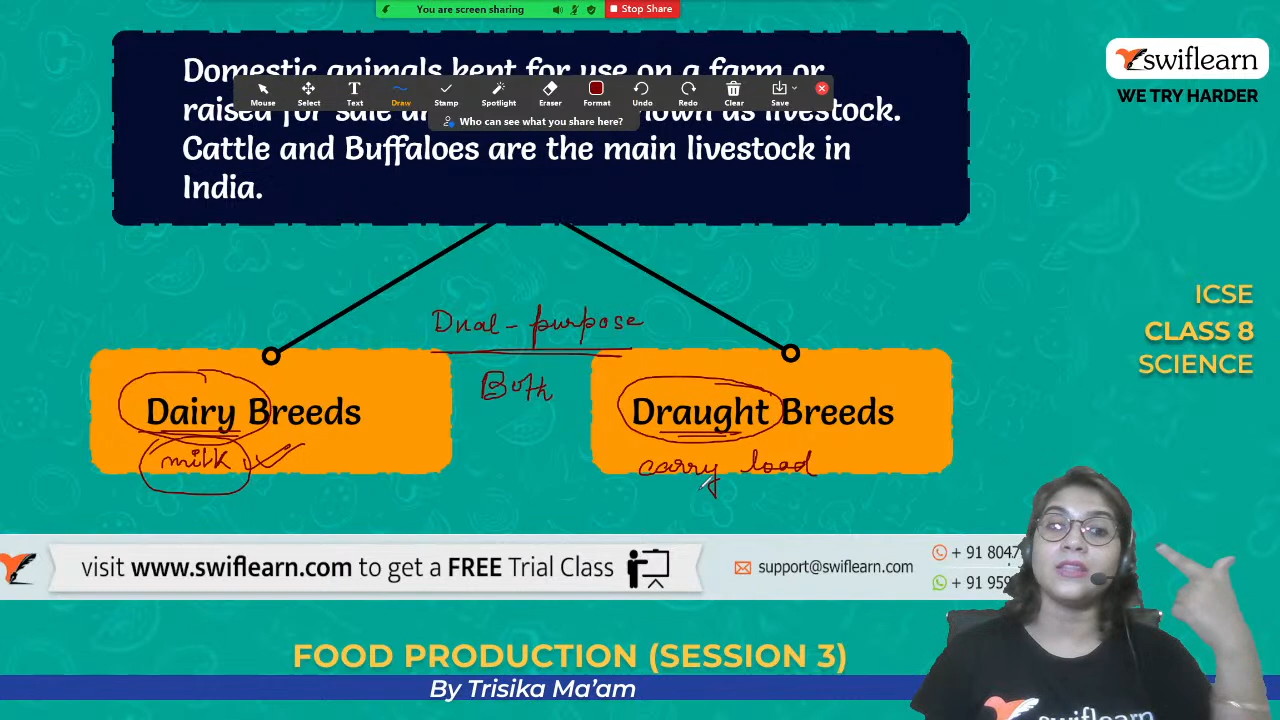 You are screen sharing
Stop Share
Domestic animals kept for use on a farm or
Mouse Select Text Draw Stamp Spotlight Eraser Format Undo Redo Clear Save
raised for sale as livestock.
Who can see what you share here?
Cattle and Buffaloes are the main livestock in
India.
swiflearn
WE TRY HARDER
ICSE
CLASS 8
SCIENCE
Dual-purpose
Both
Dairy Breeds
milk
Draught Breeds
carry load
visit www.swiflearn.com to get a FREE Trial Class
support@swiflearn.com
+ 91 8047
+ 91 959
FOOD PRODUCTION (SESSION 3)
By Trisika Ma'am
swiflearn